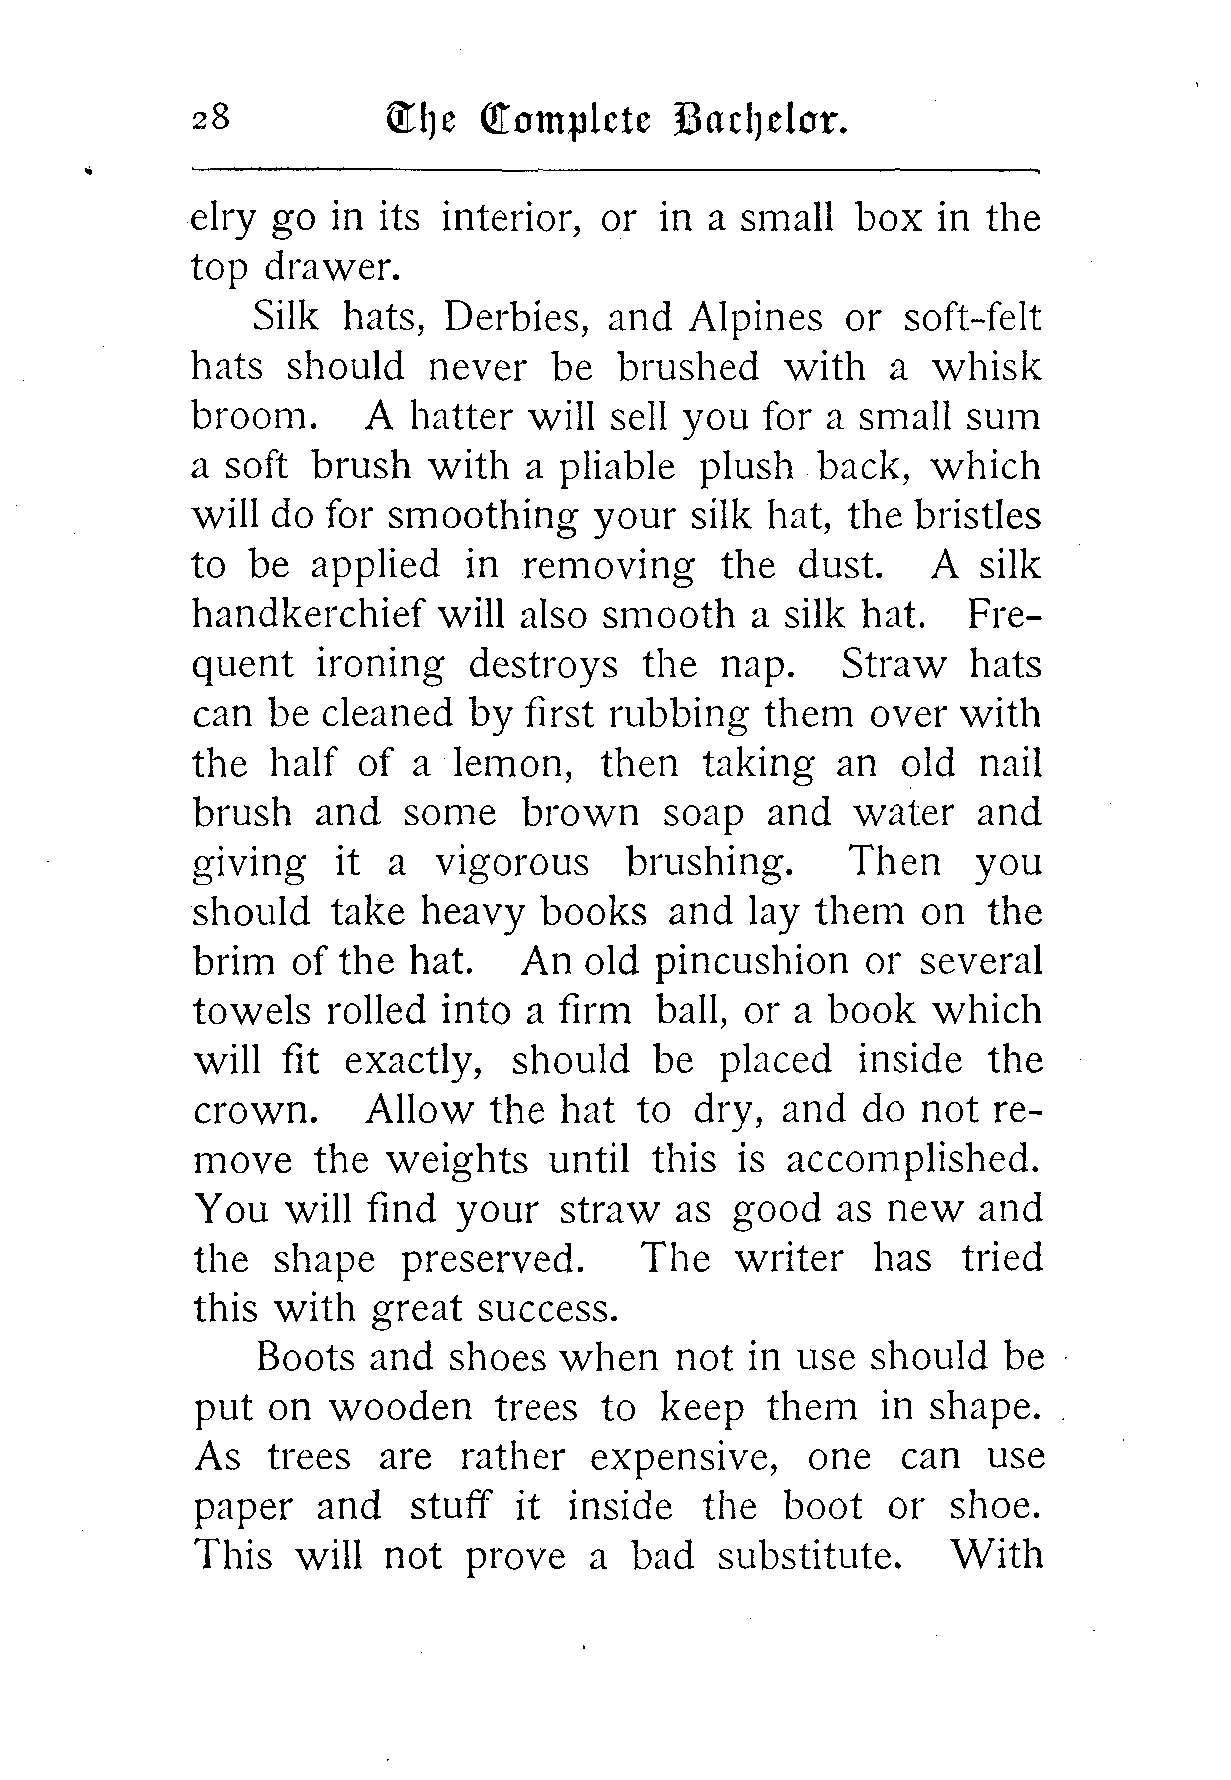 28 The Complete Bachelor.
elry go in its interior, or in a small box in the
top drawer.
Silk hats, Derbies, and Alpines or soft-felt
hats should never be brushed with a whisk
broom. A hatter will sell you for a small sum
a soft brush with a pliable plush back, which
will do for smoothing your silk hat, the bristles
to be applied in removing the dust. A silk
handkerchief will also smooth a silk hat. Fre-
quent ironing destroys the nap. Straw hats
can be cleaned by first rubbing them over with
the half of a lemon, then taking an old nail
brush and some brown soap and water and
giving it a vigorous brushing. Then you
should take heavy books and lay them on the
brim of the hat. An old pincushion or several
towels rolled into a firm ball, or a book which
will fit exactly, should be placed inside the
crown. Allow the hat to dry, and do not re-
move the weights until this is accomplished.
You will find your straw as good as new and
the shape preserved. The writer has tried
this with great success.
Boots and shoes when not in use should be
put on wooden trees to keep them in shape.
As trees are rather expensive, one can use
paper and stuff it inside the boot or shoe.
This will not prove a bad substitute. With